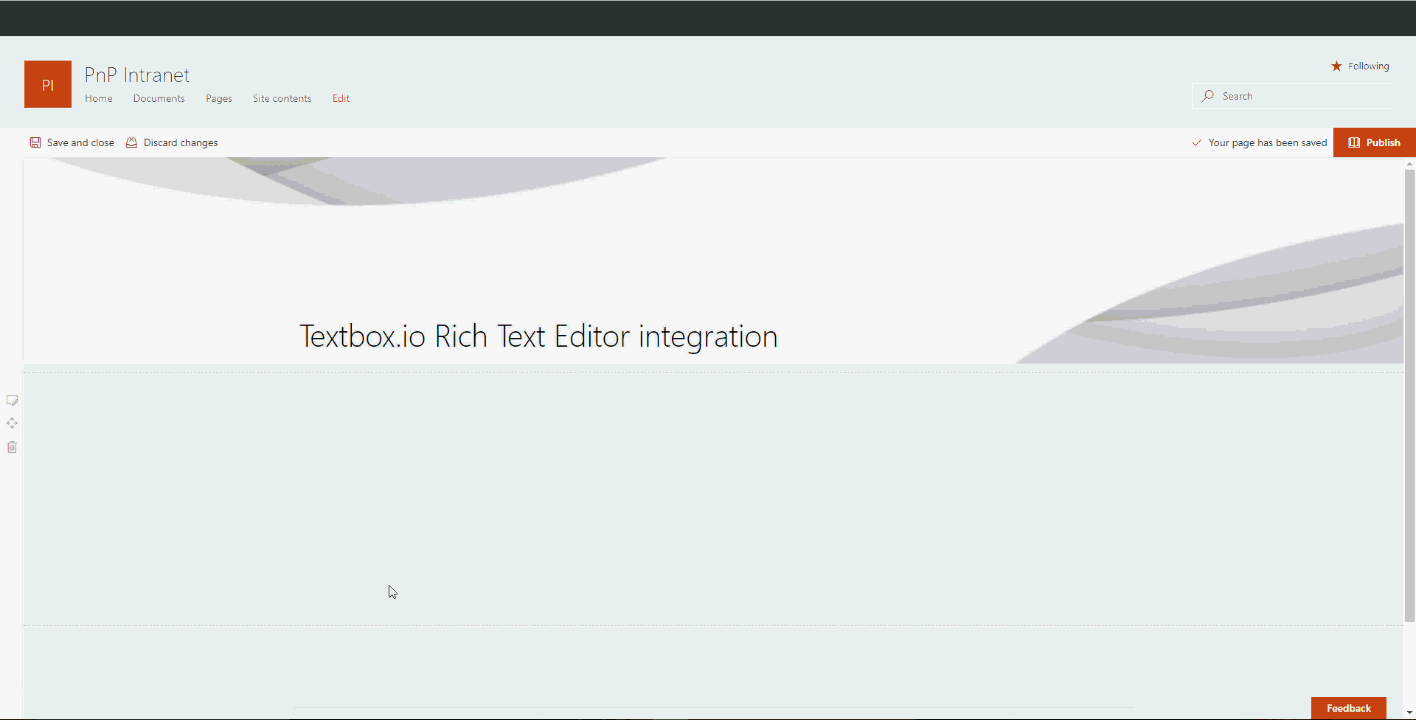 PI
PnP Intranet
Home Documents Pages Site contents Edit
Following
Search
Save and close Discard changes
Your page has been saved Publish
Textbox.io Rich Text Editor integration
Feedback